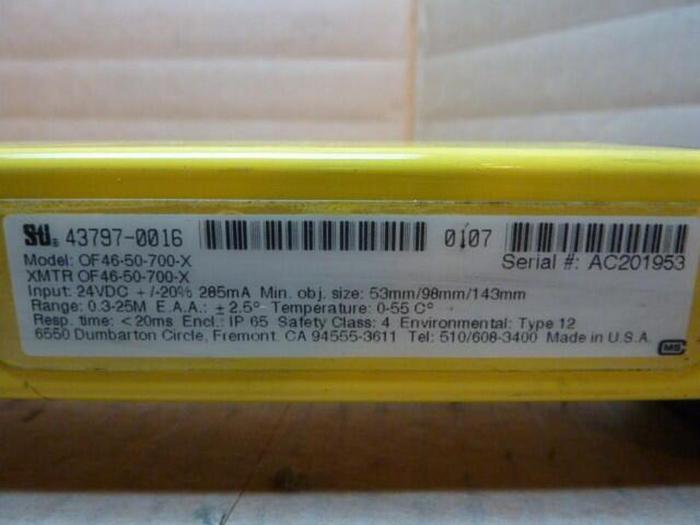 STI® 43797-0016 0107
Model: OF46-50-700-X Serial #: AC201953
XMTR OF46-50-700-X
Input: 24VDC +/-20% 285mA Min. obj. size: 53mm/98mm/143mm
Range: 0.3-25M E.A.A.: ± 2.5° Temperature: 0-55 C°
Resp. time: <20ms Encl.: IP 65 Safety Class: 4 Environmental: Type 12
6550 Dumbarton Circle, Fremont. CA 94555-3611 Tel: 510/608-3400 Made in U.S.A.
CMS